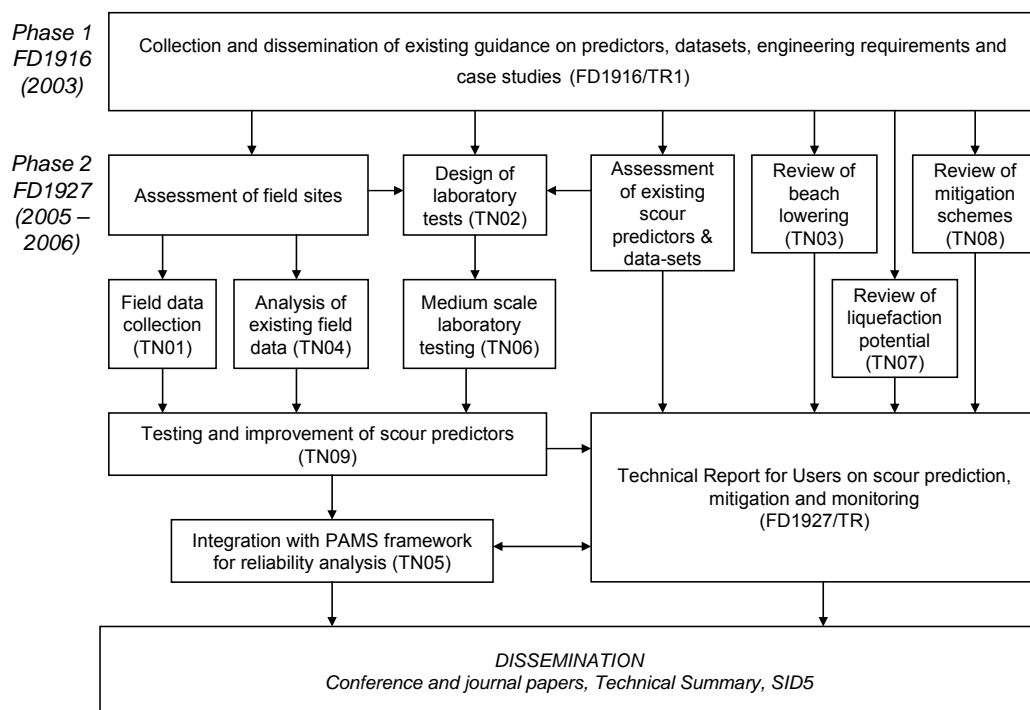 Phase 1
FD1916
(2003)
Collection and dissemination of existing guidance on predictors, datasets, engineering requirements and
case studies (FD1916/TR1)
Phase 2
FD1927
(2005 –
2006)
Assessment of field sites
Design of
laboratory
tests (TN02)
Assessment
of existing
scour
predictors &
data-sets
Review of
beach
lowering
(TN03)
Review of
mitigation
schemes
(TN08)
Field data
collection
(TN01)
Analysis of
existing field
data (TN04)
Medium scale
laboratory
testing (TN06)
Review of
liquefaction
potential
(TN07)
Testing and improvement of scour predictors
(TN09)
Technical Report for Users on scour prediction,
mitigation and monitoring
(FD1927/TR)
Integration with PAMS framework
for reliability analysis (TN05)
DISSEMINATION
Conference and journal papers, Technical Summary, SID5